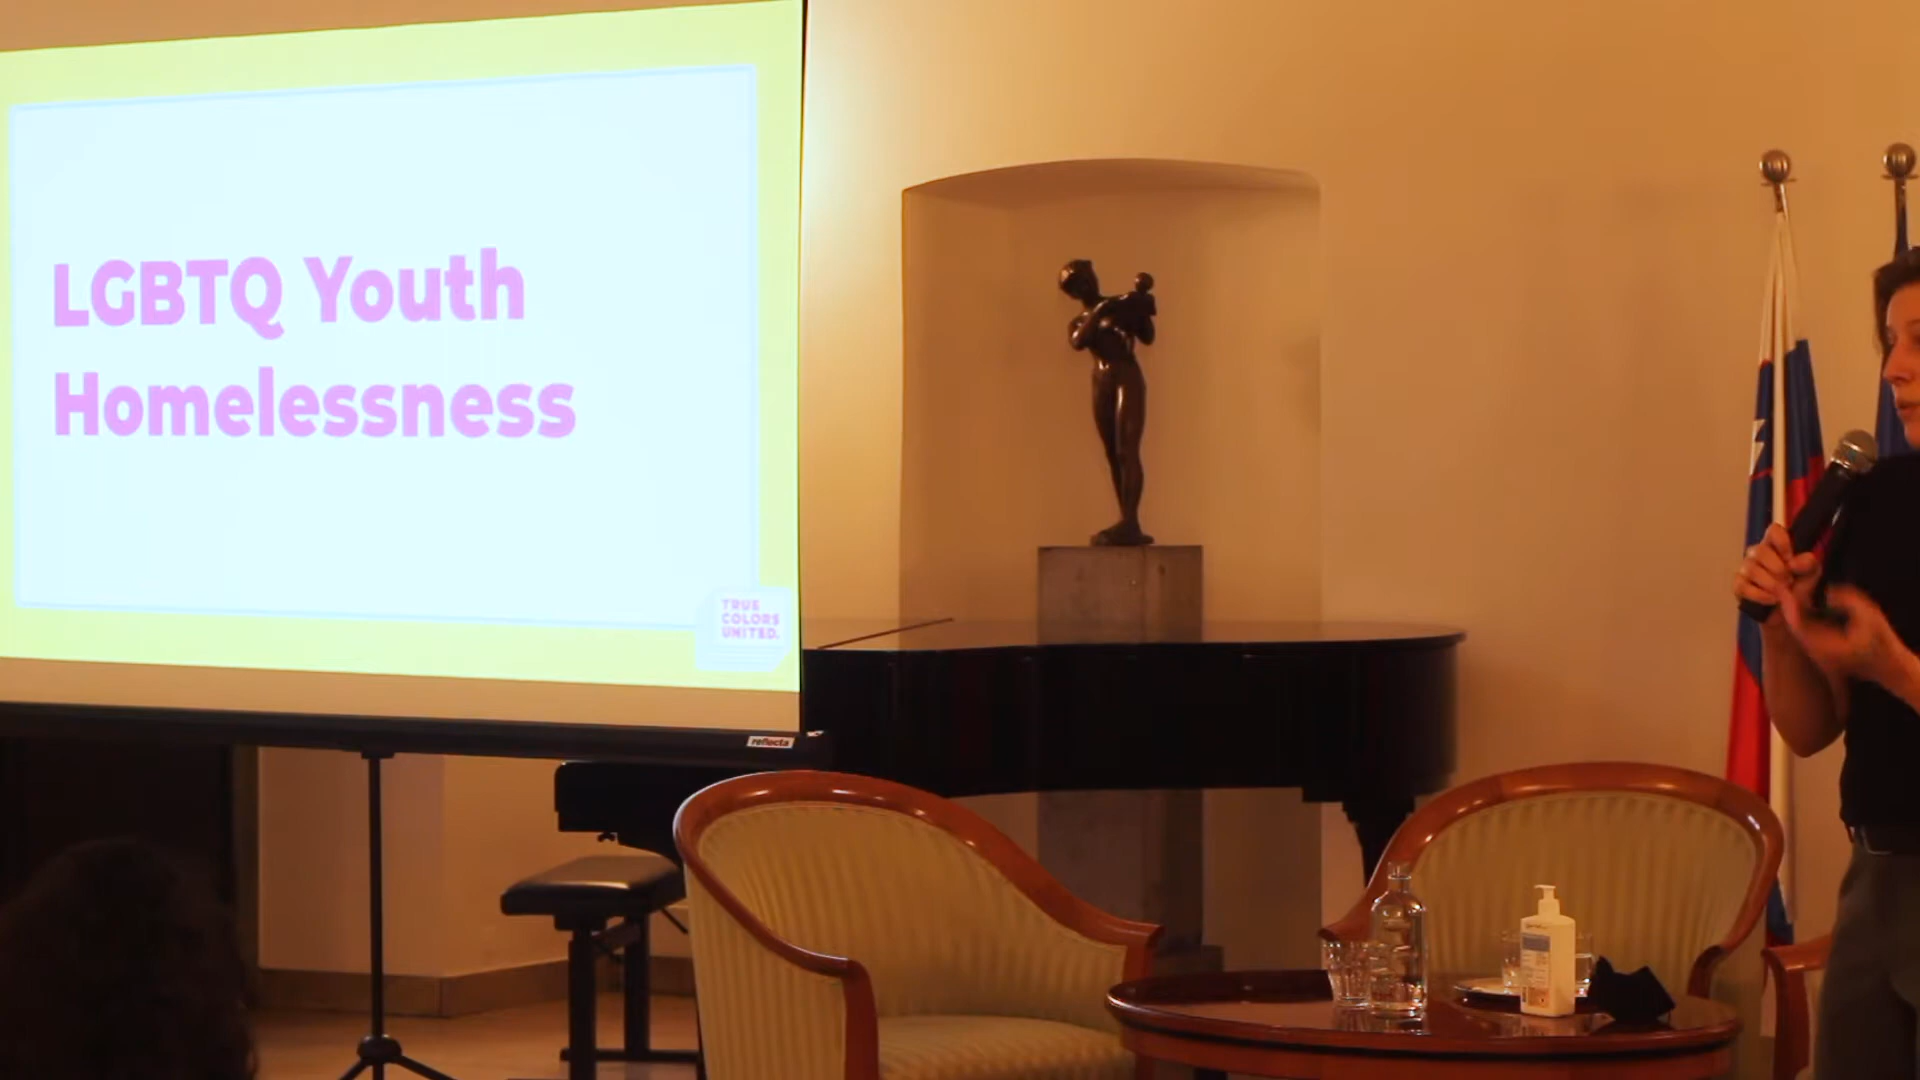 LGBTQ Youth
Homelessness
TRUE
COLORS
UNITED.
reflecta